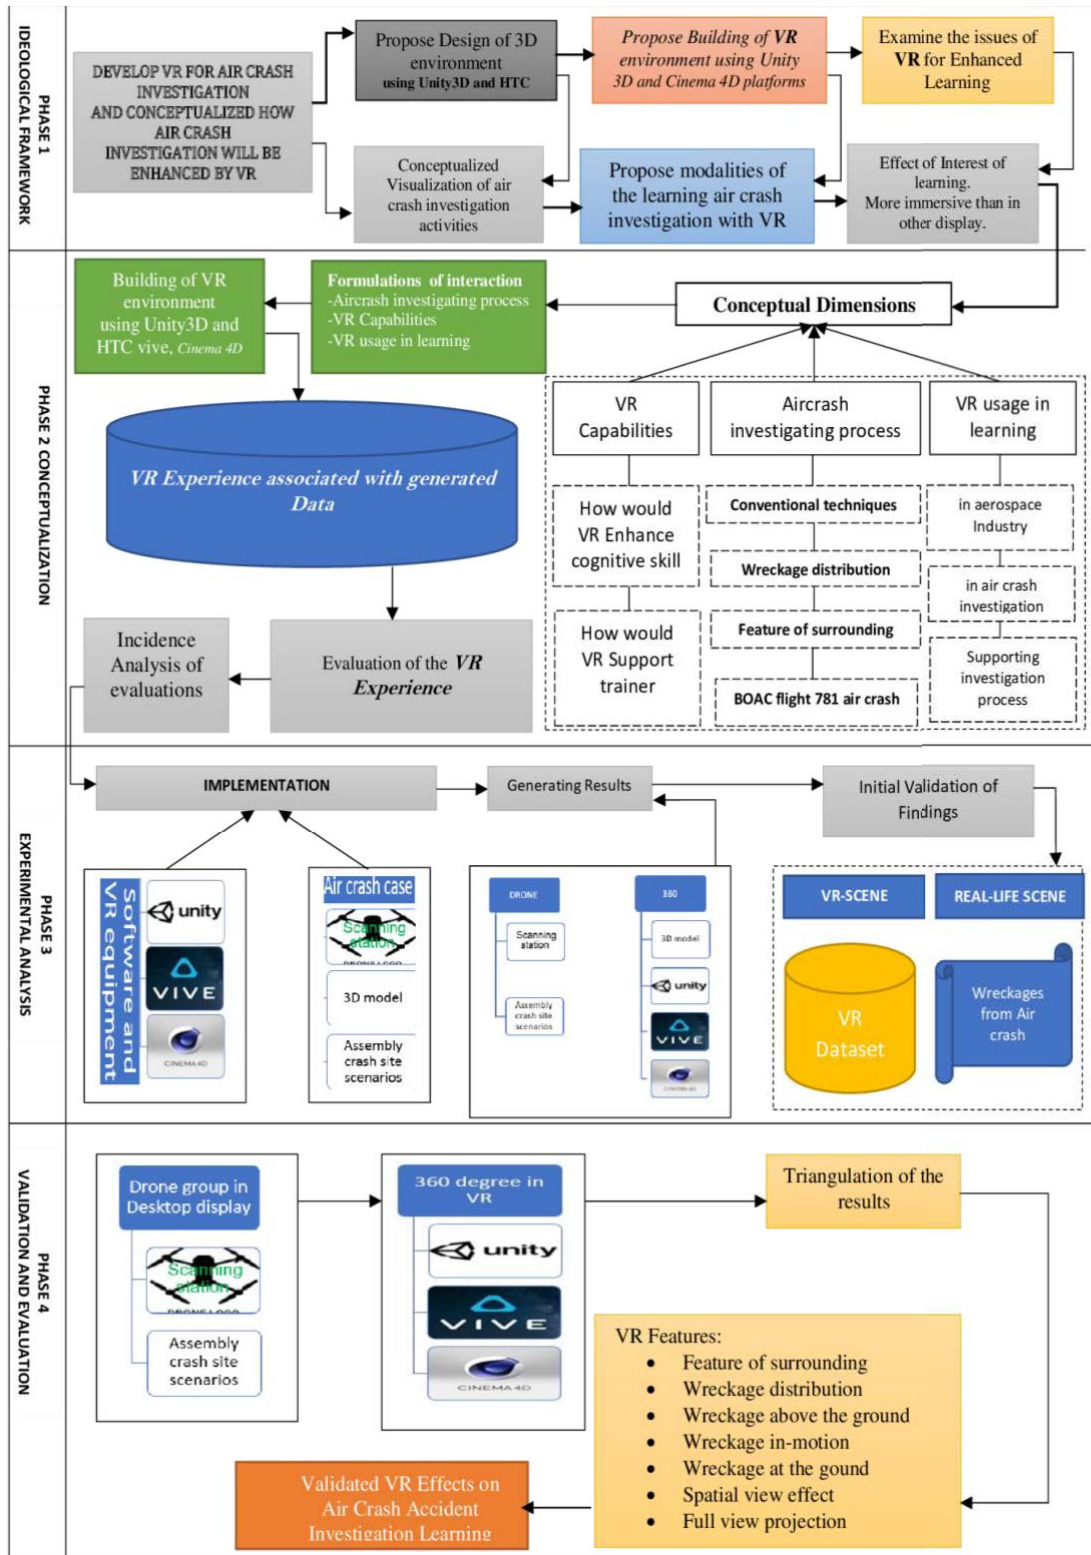 PHASE 1
IDEOLOGICAL FRAMEWORK
DEVELOP VR FOR AIR CRASH
INVESTIGATION
AND CONCEPTUALIZED HOW
AIR CRASH
INVESTIGATION WILL BE
ENHANCED BY VR
Propose Design of 3D
environment
using Unity3D and HTC
Propose Building of VR
environment using Unity
3D and Cinema 4D platforms
Examine the issues of
VR for Enhanced
Learning
Conceptualized
Visualization of air
crash investigation
activities
Propose modalities of
the learning air crash
investigation with VR
Effect of Interest of
learning.
More immersive than in
other display.
PHASE 2 CONCEPTUALIZATION
Building of VR
environment
using Unity3D and
HTC vive, Cinema 4D
Formulations of interaction
-Aircrash investigating process
-VR Capabilities
-VR usage in learning
Conceptual Dimensions
VR
Capabilities
Aircrash
investigating process
VR usage in
learning
VR Experience associated with generated
Data
How would
VR Enhance
cognitive skill
Conventional techniques
in aerospace
Industry
Wreckage distribution
in air crash
investigation
How would
VR Support
trainer
Feature of surrounding
BOAC flight 781 air crash
Supporting
investigation
process
Incidence
Analysis of
evaluations
Evaluation of the VR
Experience
PHASE 3
EXPERIMENTAL ANALYSIS
IMPLEMENTATION
Generating Results
Initial Validation of
Findings
Software and
VR equipment
unity
VIVE
CINEMA 4D
Air crash case
Scanning
station
DRONE LOGO
3D model
Assembly
crash site
scenarios
DRONE
Scanning
station
Assembly
crash site
scenarios
360
3D model
unity
VIVE
CINEMA 4D
VR-SCENE
REAL-LIFE SCENE
VR
Dataset
Wreckages
from Air
crash
PHASE 4
VALIDATION AND EVALUATION
Drone group in
Desktop display
Scanning
station
DRONE LOGO
Assembly
crash site
scenarios
360 degree in
VR
unity
VIVE
CINEMA 4D
Triangulation of the
results
VR Features:
• Feature of surrounding
• Wreckage distribution
• Wreckage above the ground
• Wreckage in-motion
• Wreckage at the gound
• Spatial view effect
• Full view projection
Validated VR Effects on
Air Crash Accident
Investigation Learning